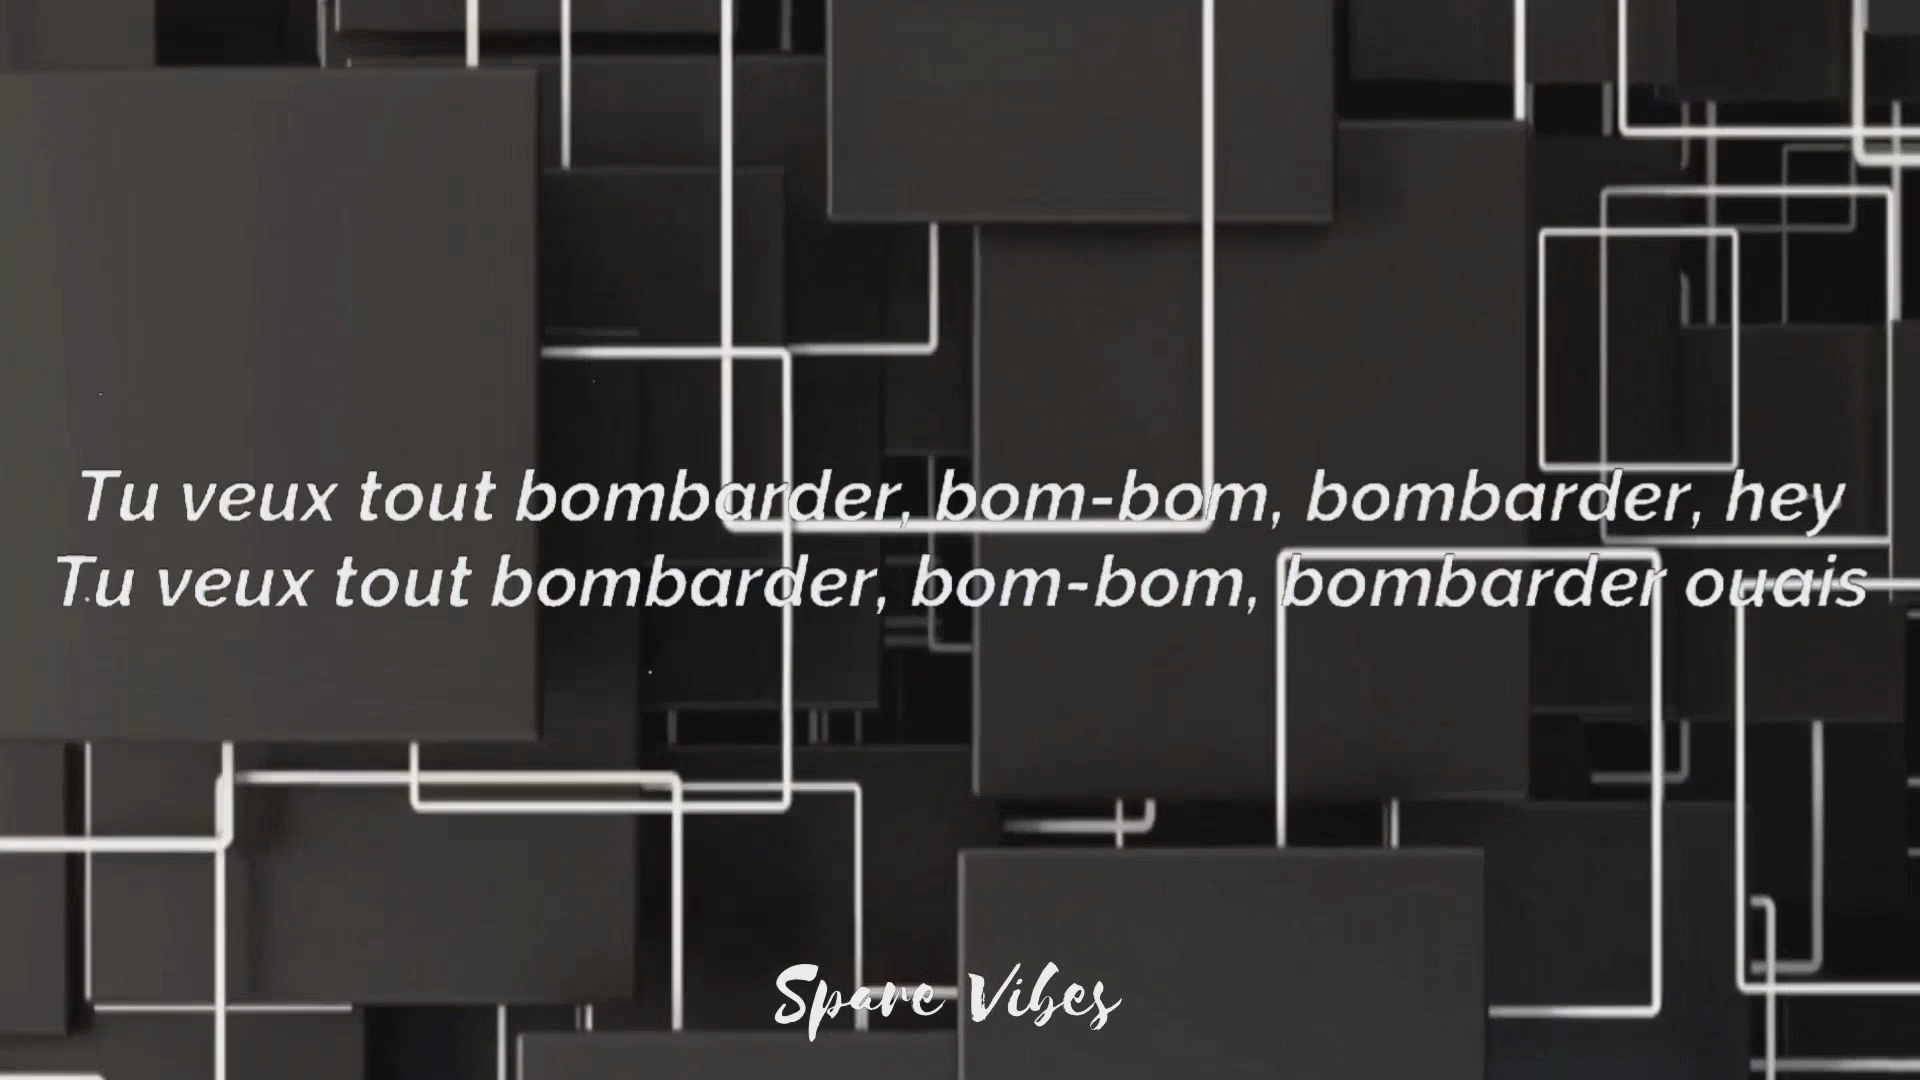 Tu veux tout bombarder, bom-bom, bombarder, hey
Tu veux tout bombarder, bom-bom, bombarder ouais
Spare Vibes